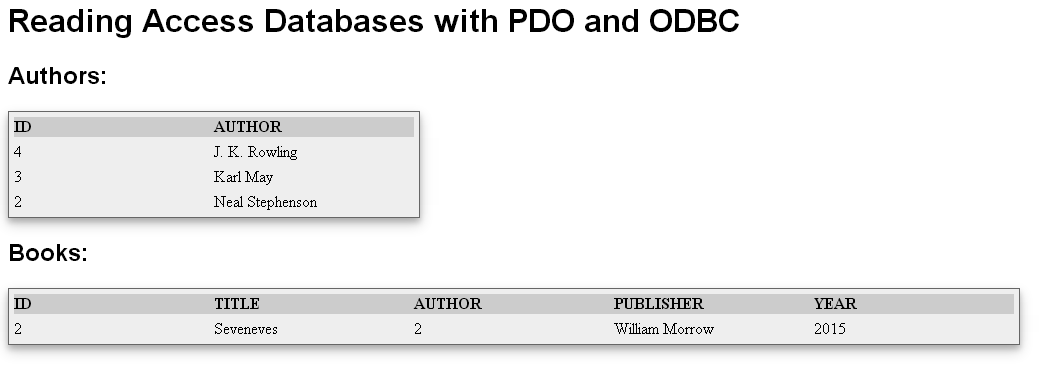 Reading Access Databases with PDO and ODBC
Authors:
ID AUTHOR
4 J. K. Rowling
3 Karl May
2 Neal Stephenson
Books:
ID TITLE AUTHOR PUBLISHER YEAR
2 Seveneves 2 William Morrow 2015